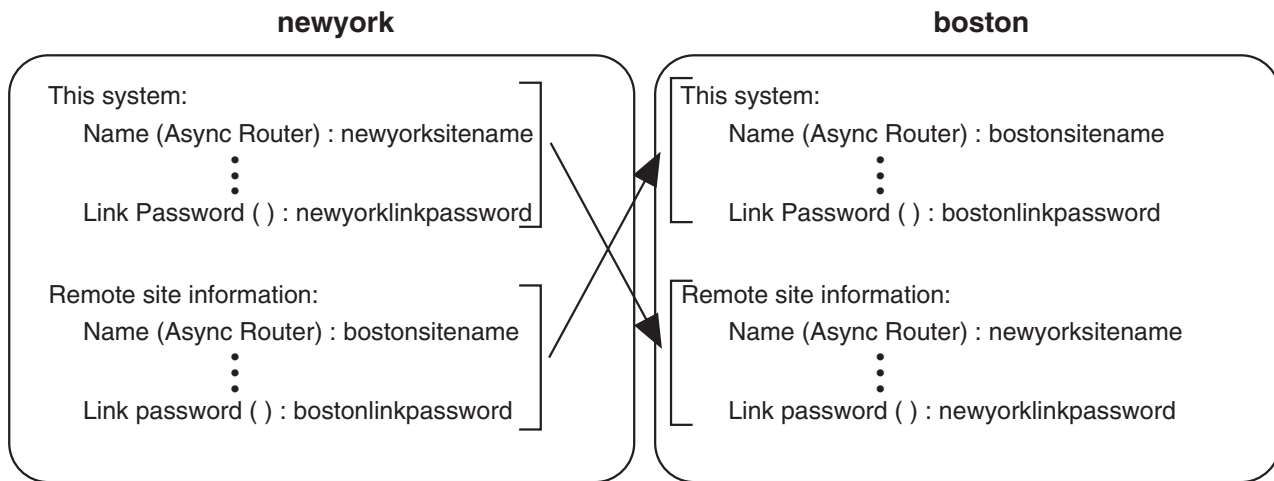 newyork
This system:
Name (Async Router) : newyorksitename
Link Password ( ) : newyorklinkpassword
Remote site information:
Name (Async Router) : bostonsitename
Link password ( ) : bostonlinkpassword
boston
This system:
Name (Async Router) : bostonsitename
Link Password ( ) : bostonlinkpassword
Remote site information:
Name (Async Router) : newyorksitename
Link password ( ) : newyorklinkpassword